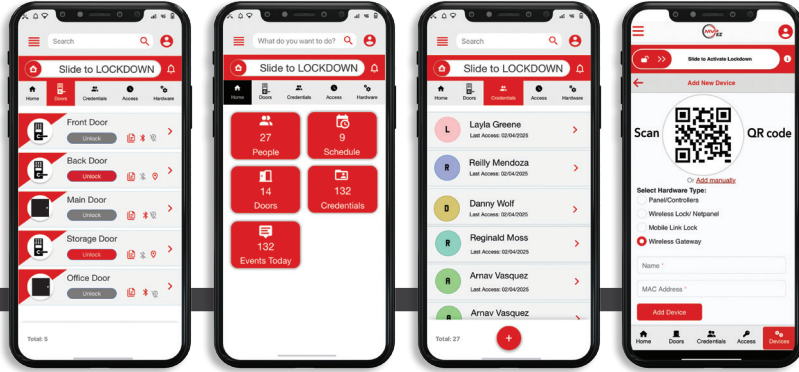 Search
Slide to LOCKDOWN
Home Doors Credentials Access Hardware
Front Door
Unlock
Back Door
Unlock
Main Door
Unlock
Storage Door
Unlock
Office Door
Unlock
Total: 5
What do you want to do?
Slide to LOCKDOWN
Home Doors Credentials Access Hardware
27
People
9
Schedule
14
Doors
132
Credentials
132
Events Today
Search
Slide to LOCKDOWN
Home Doors Credentials Access Hardware
L
Layla Greene
Last Access: 02/04/2025
R
Reilly Mendoza
Last Access: 02/04/2025
D
Danny Wolf
Last Access: 02/04/2025
R
Reginald Moss
Last Access: 02/04/2025
A
Arnav Vasquez
Last Access: 02/04/2025
A
Arnav Vasquez
Last Access: 02/04/2025
Total: 27
+
EZ
Slide to Activate Lockdown
Add New Device
Scan QR code
Or Add manually
Select Hardware Type:
Panel/Controllers
Wireless Lock/ Netpanel
Mobile Link Lock
Wireless Gateway
Name *
MAC Address *
Add Device
Home Doors Credentials Access Devices